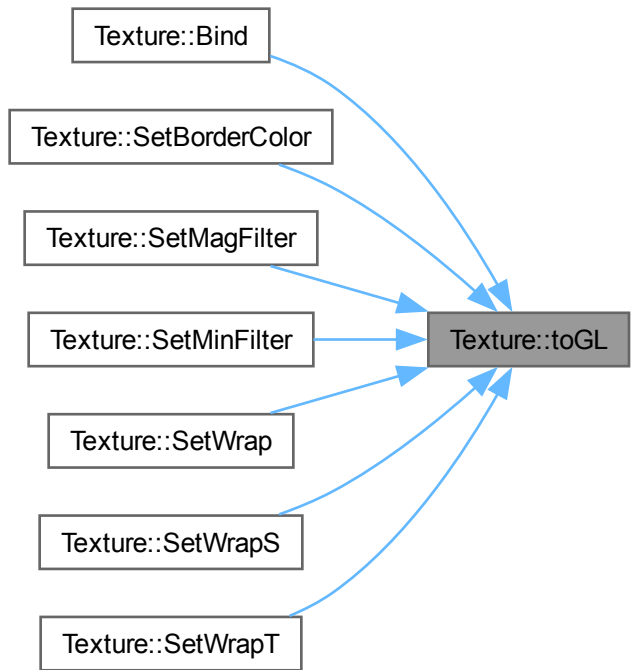 Texture::Bind
Texture::SetBorderColor
Texture::SetMagFilter
Texture::SetMinFilter
Texture::toGL
Texture::SetWrap
Texture::SetWrapS
Texture::SetWrapT